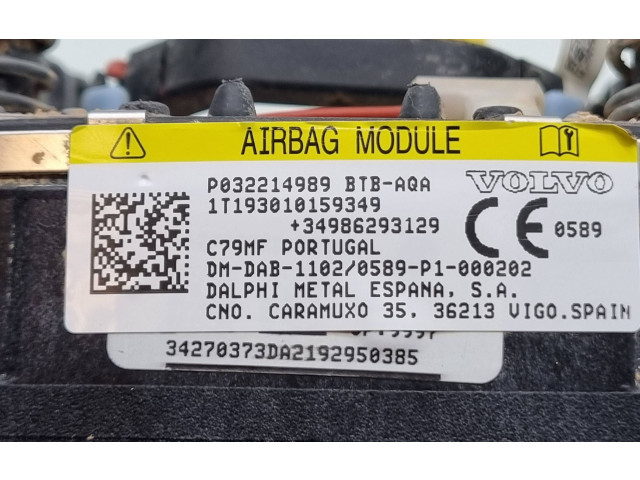 AIRBAG MODULE
P032214989 BTB-AQA VOLVO
1T193010159349
+34986293129 CE 0589
C79MF PORTUGAL
DM-DAB-1102/0589-P1-000202
DALPHI METAL ESPANA, S.A.
CNO. CARAMUXO 35. 36213 VIGO.SPAIN
34270373DA2192950385